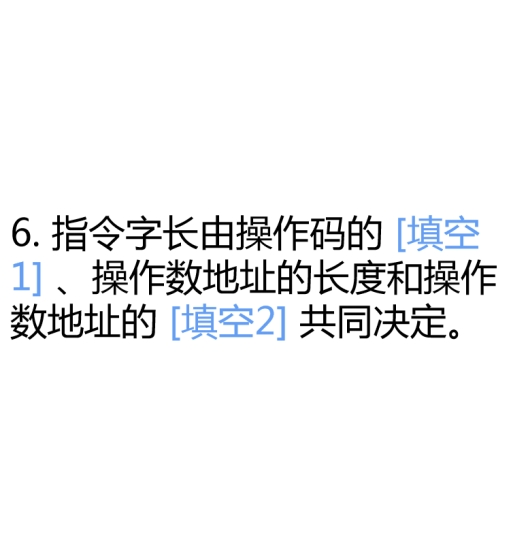 6. 指令字长由操作码的 [填空
1] 、操作数地址的长度和操作
数地址的 [填空2] 共同决定。